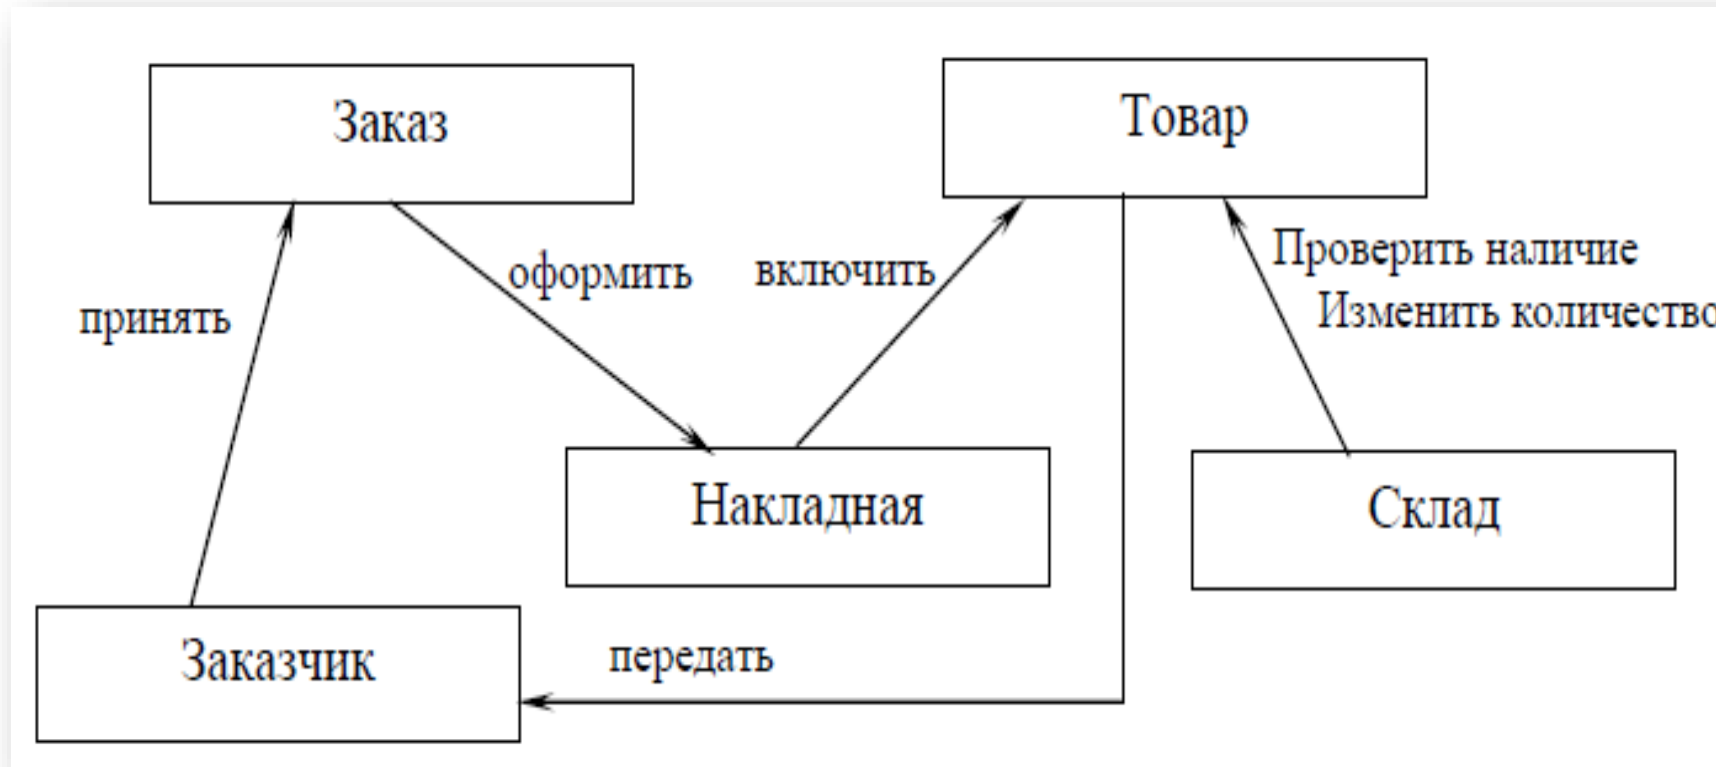 Заказ
Товар
Проверить наличие
оформить
включить
принять
Изменить количество
Накладная
Склад
Заказчик
передать